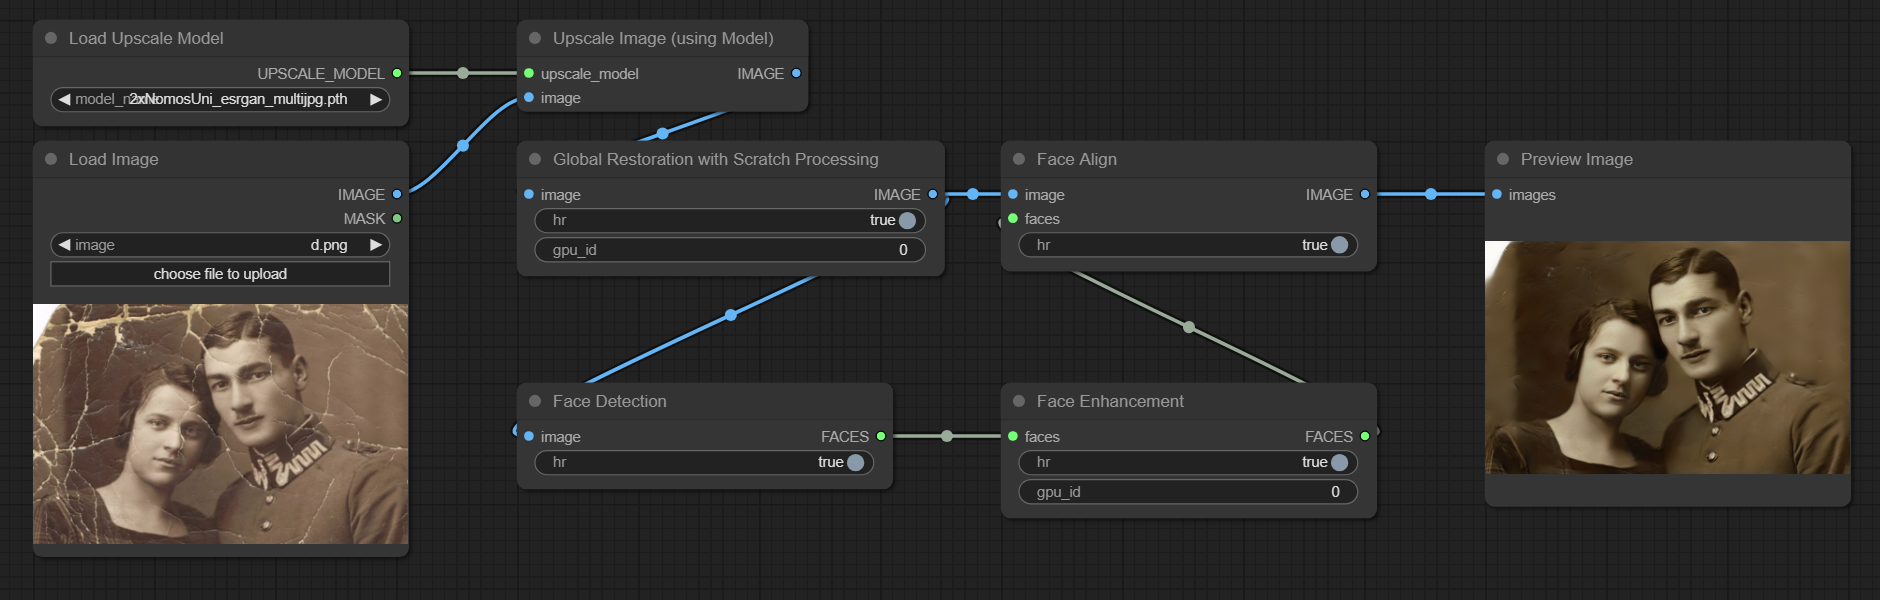 Load Upscale Model
UPSCALE_MODEL
2xNomosUni_esrgan_multijpg.pth
Load Image
IMAGE
MASK
image d.png
choose file to upload
Upscale Image (using Model)
upscale_model IMAGE
image
Global Restoration with Scratch Processing
image IMAGE
hr true
gpu_id 0
Face Detection
image FACES
hr true
Face Align
image IMAGE
faces
hr true
Face Enhancement
faces FACES
hr true
gpu_id 0
Preview Image
images